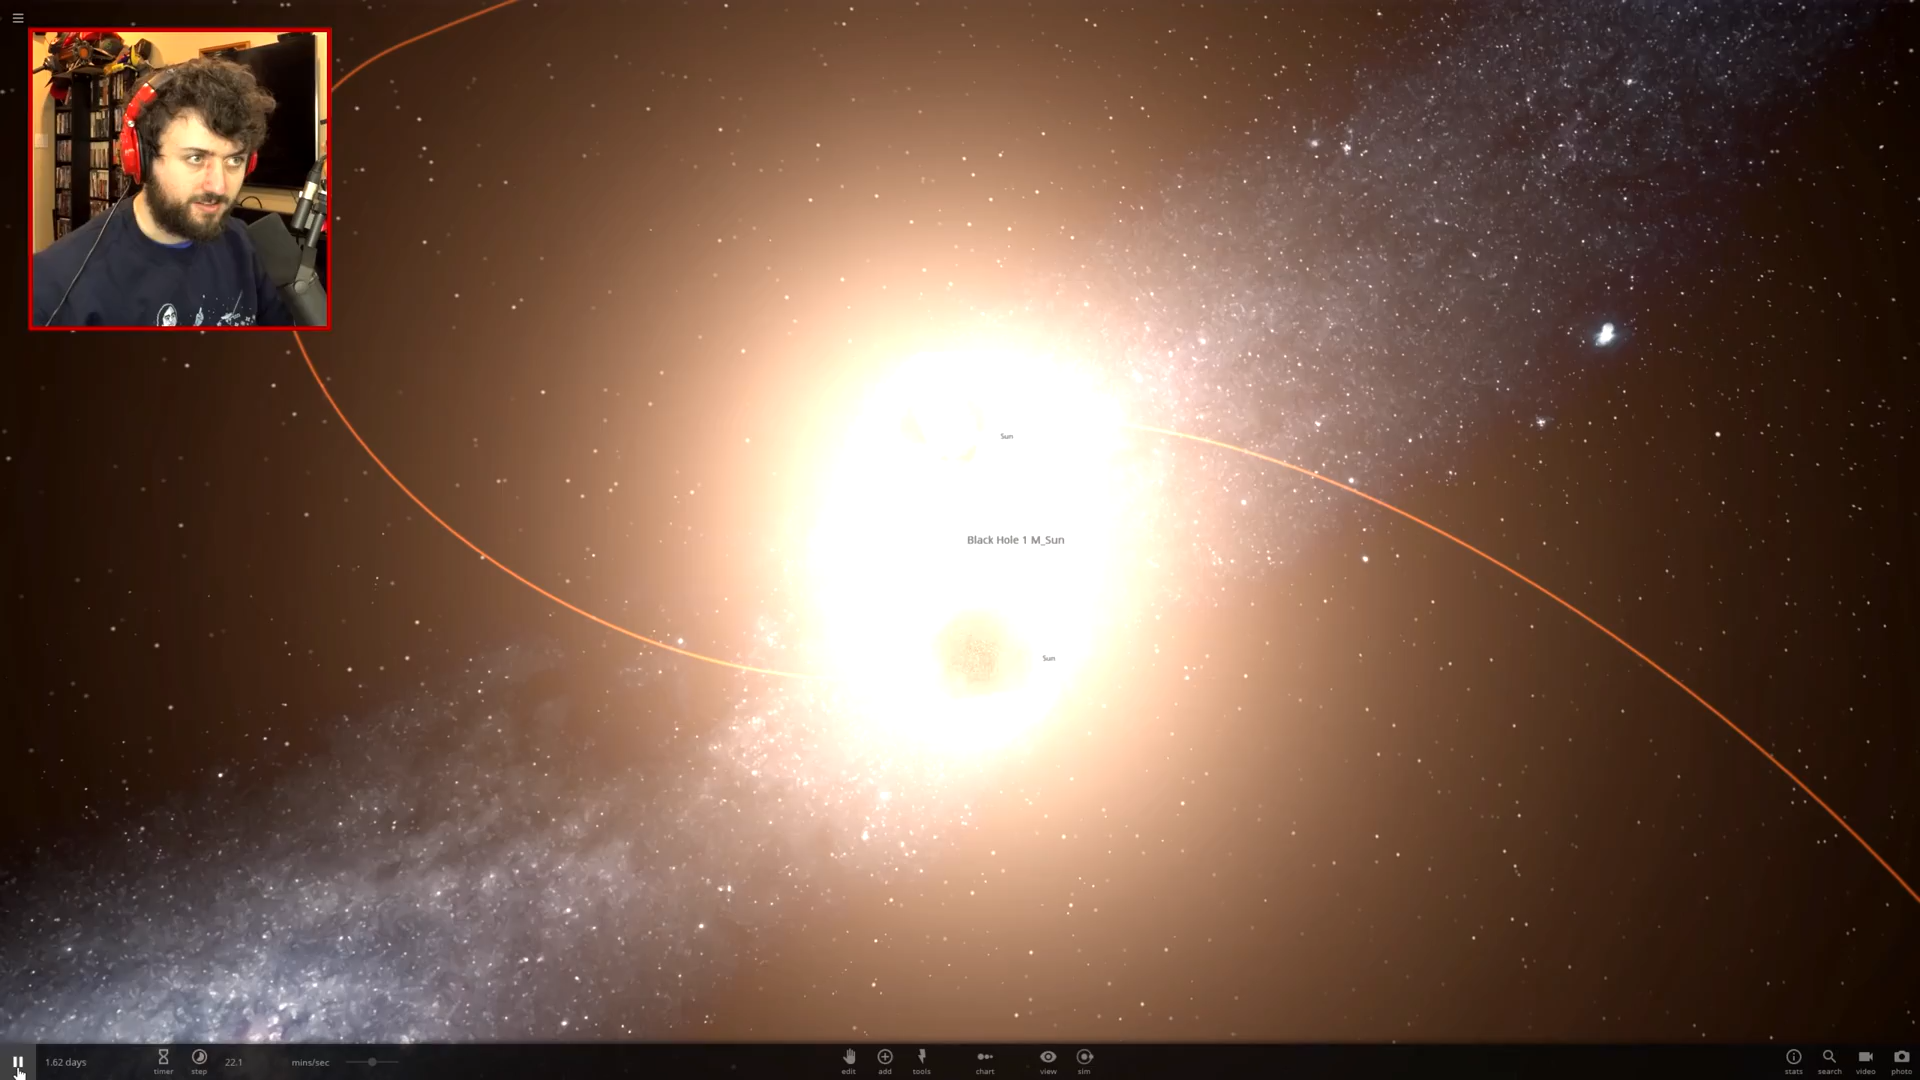 Sun
Black Hole 1 M_Sun
Sun
1.62 days
timer
step
22.1
mins/sec
edit
add
tools
chart
view
sim
stats
search
video
photo